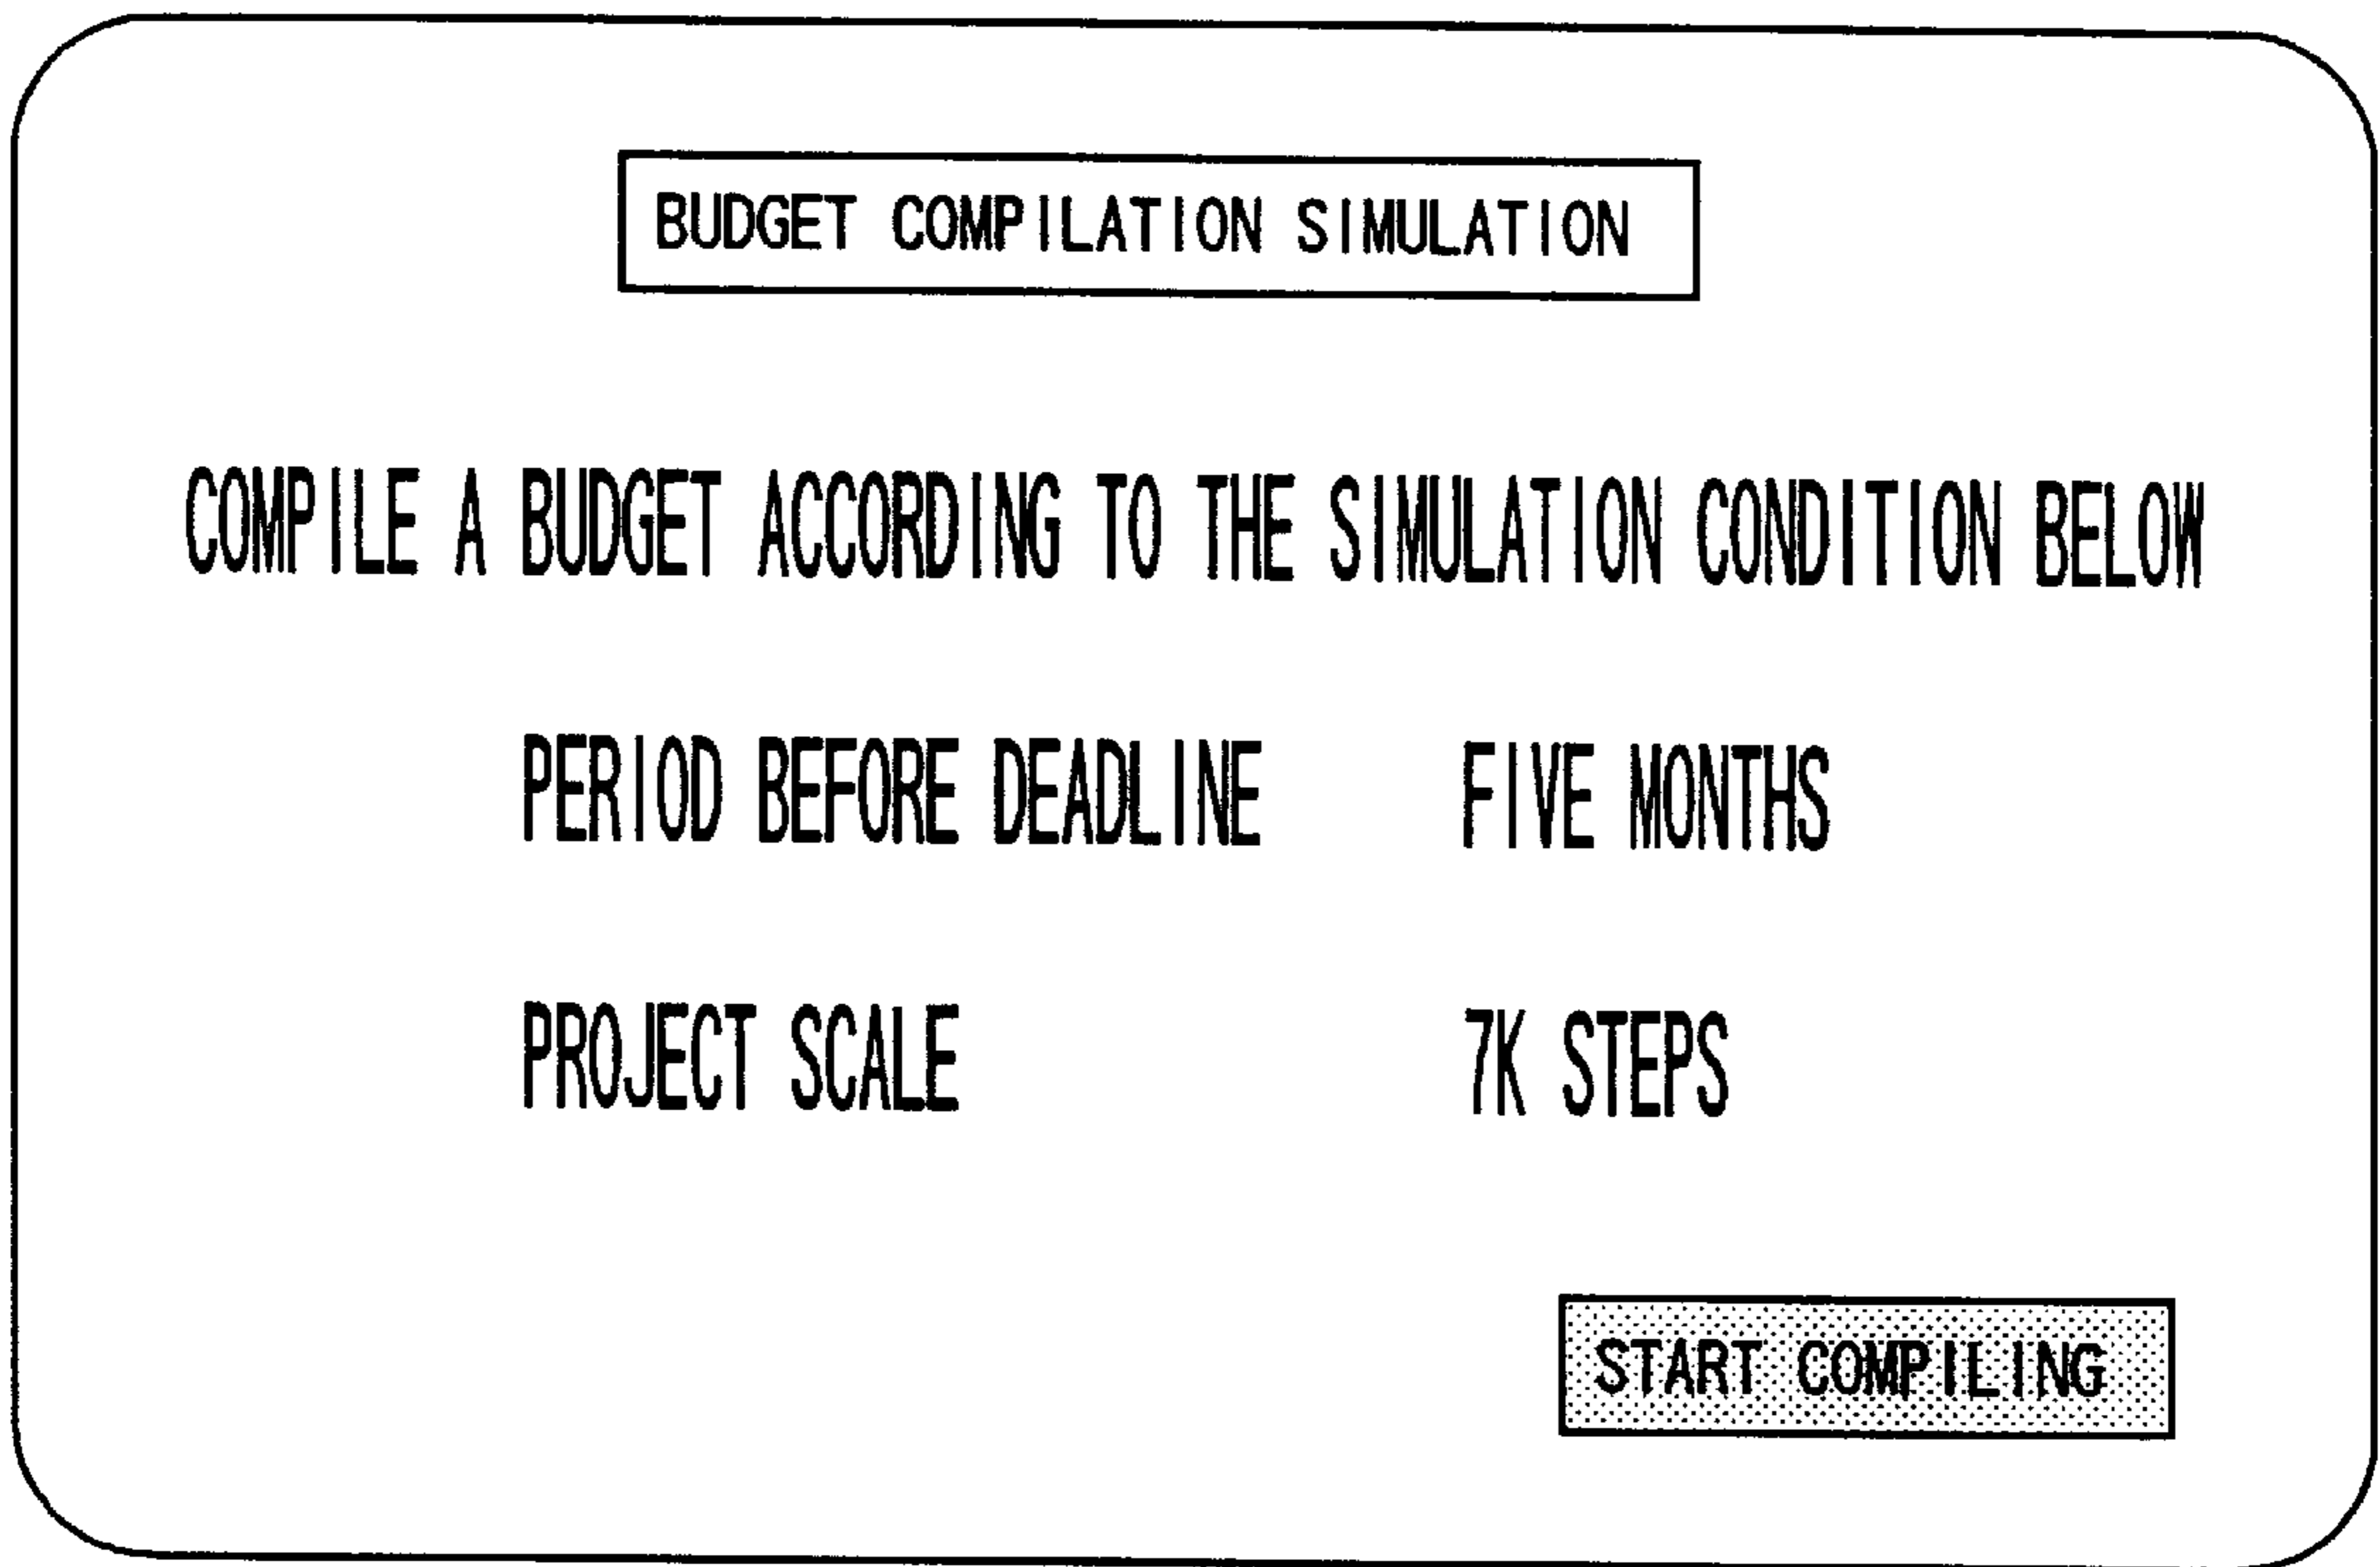 BUDGET COMPILATION SIMULATION
COMPILE A BUDGET ACCORDING TO THE SIMULATION CONDITION BELOW
PERIOD BEFORE DEADLINE FIVE MONTHS
PROJECT SCALE 7K STEPS
START COMPILING